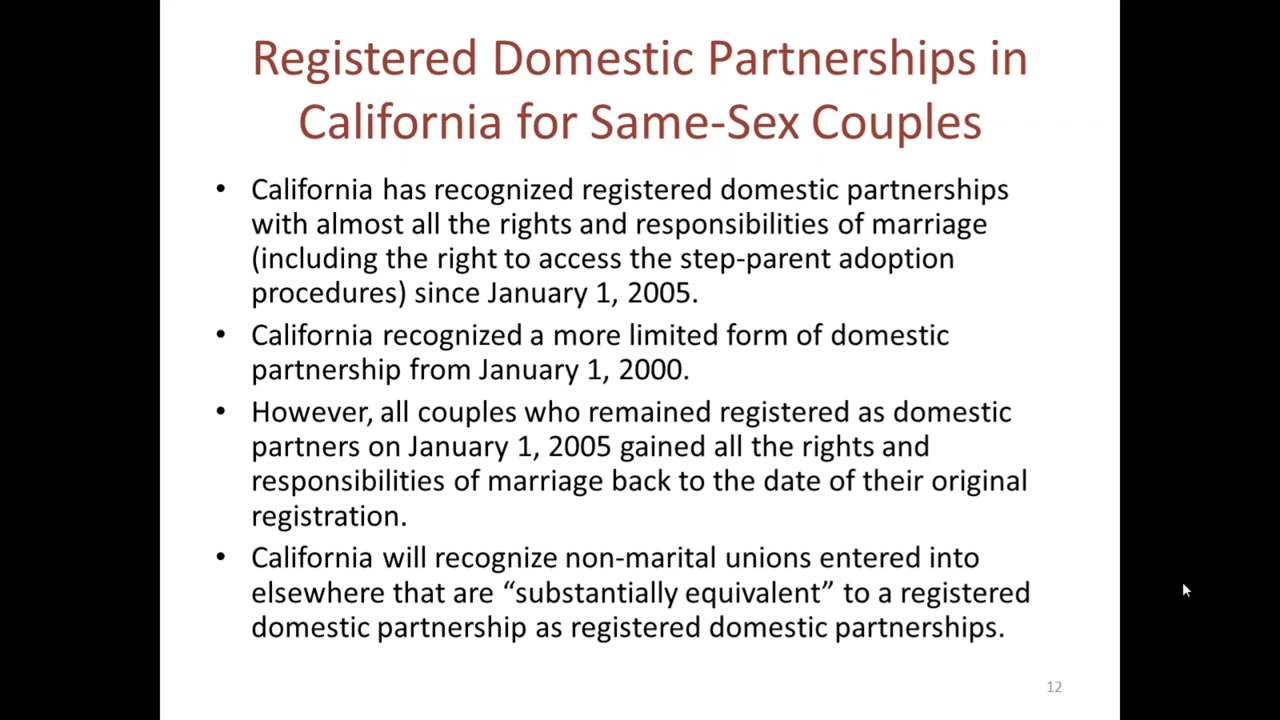 Registered Domestic Partnerships in
California for Same-Sex Couples
• California has recognized registered domestic partnerships
with almost all the rights and responsibilities of marriage
(including the right to access the step-parent adoption
procedures) since January 1, 2005.
• California recognized a more limited form of domestic
partnership from January 1, 2000.
• However, all couples who remained registered as domestic
partners on January 1, 2005 gained all the rights and
responsibilities of marriage back to the date of their original
registration.
• California will recognize non-marital unions entered into
elsewhere that are “substantially equivalent” to a registered
domestic partnership as registered domestic partnerships.
12